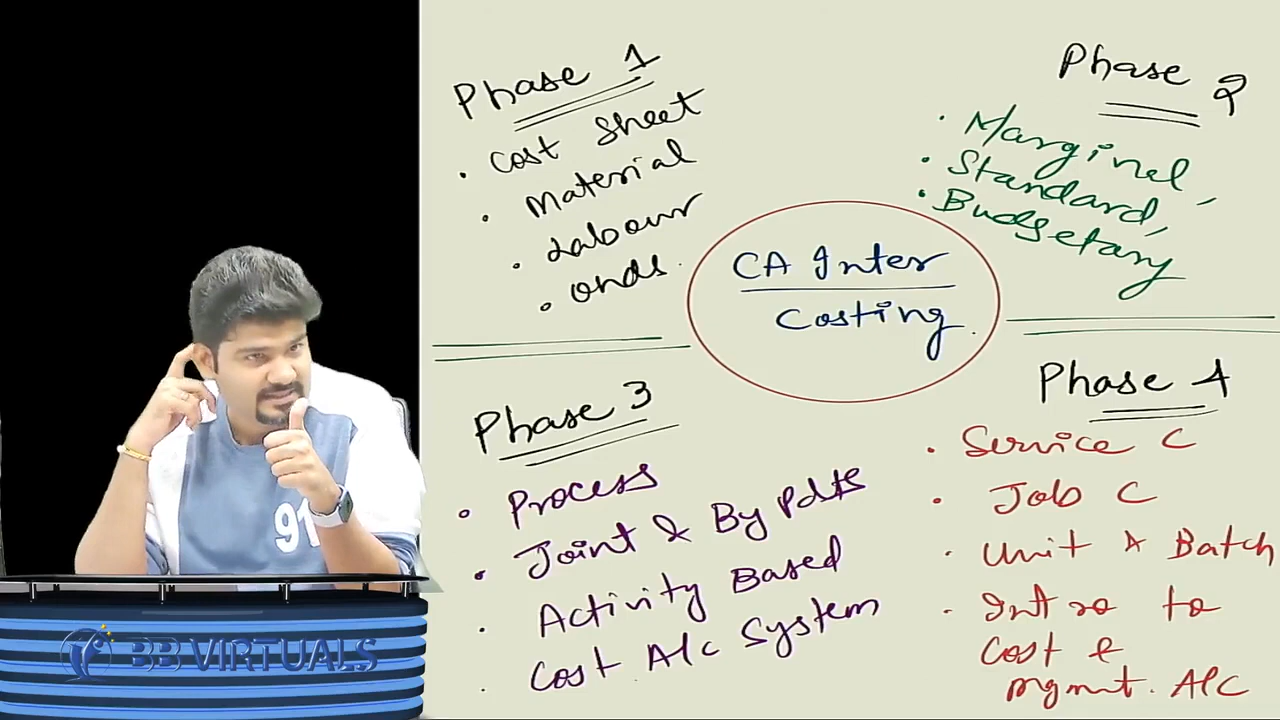 Phase 1
• Cost Sheet
• Material
• Labour
• OHDs.
Phase 2
• Marginal,
• Standard,
• Budgetary
CA Inter
Costing
Phase 3
• Process
• Joint & By Pdts
• Activity Based
• Cost A/c System
Phase 4
• Service C
• Job C
• Unit & Batch
• Intro to
Cost &
Mgmt. A/C
91
BB VIRTUALS